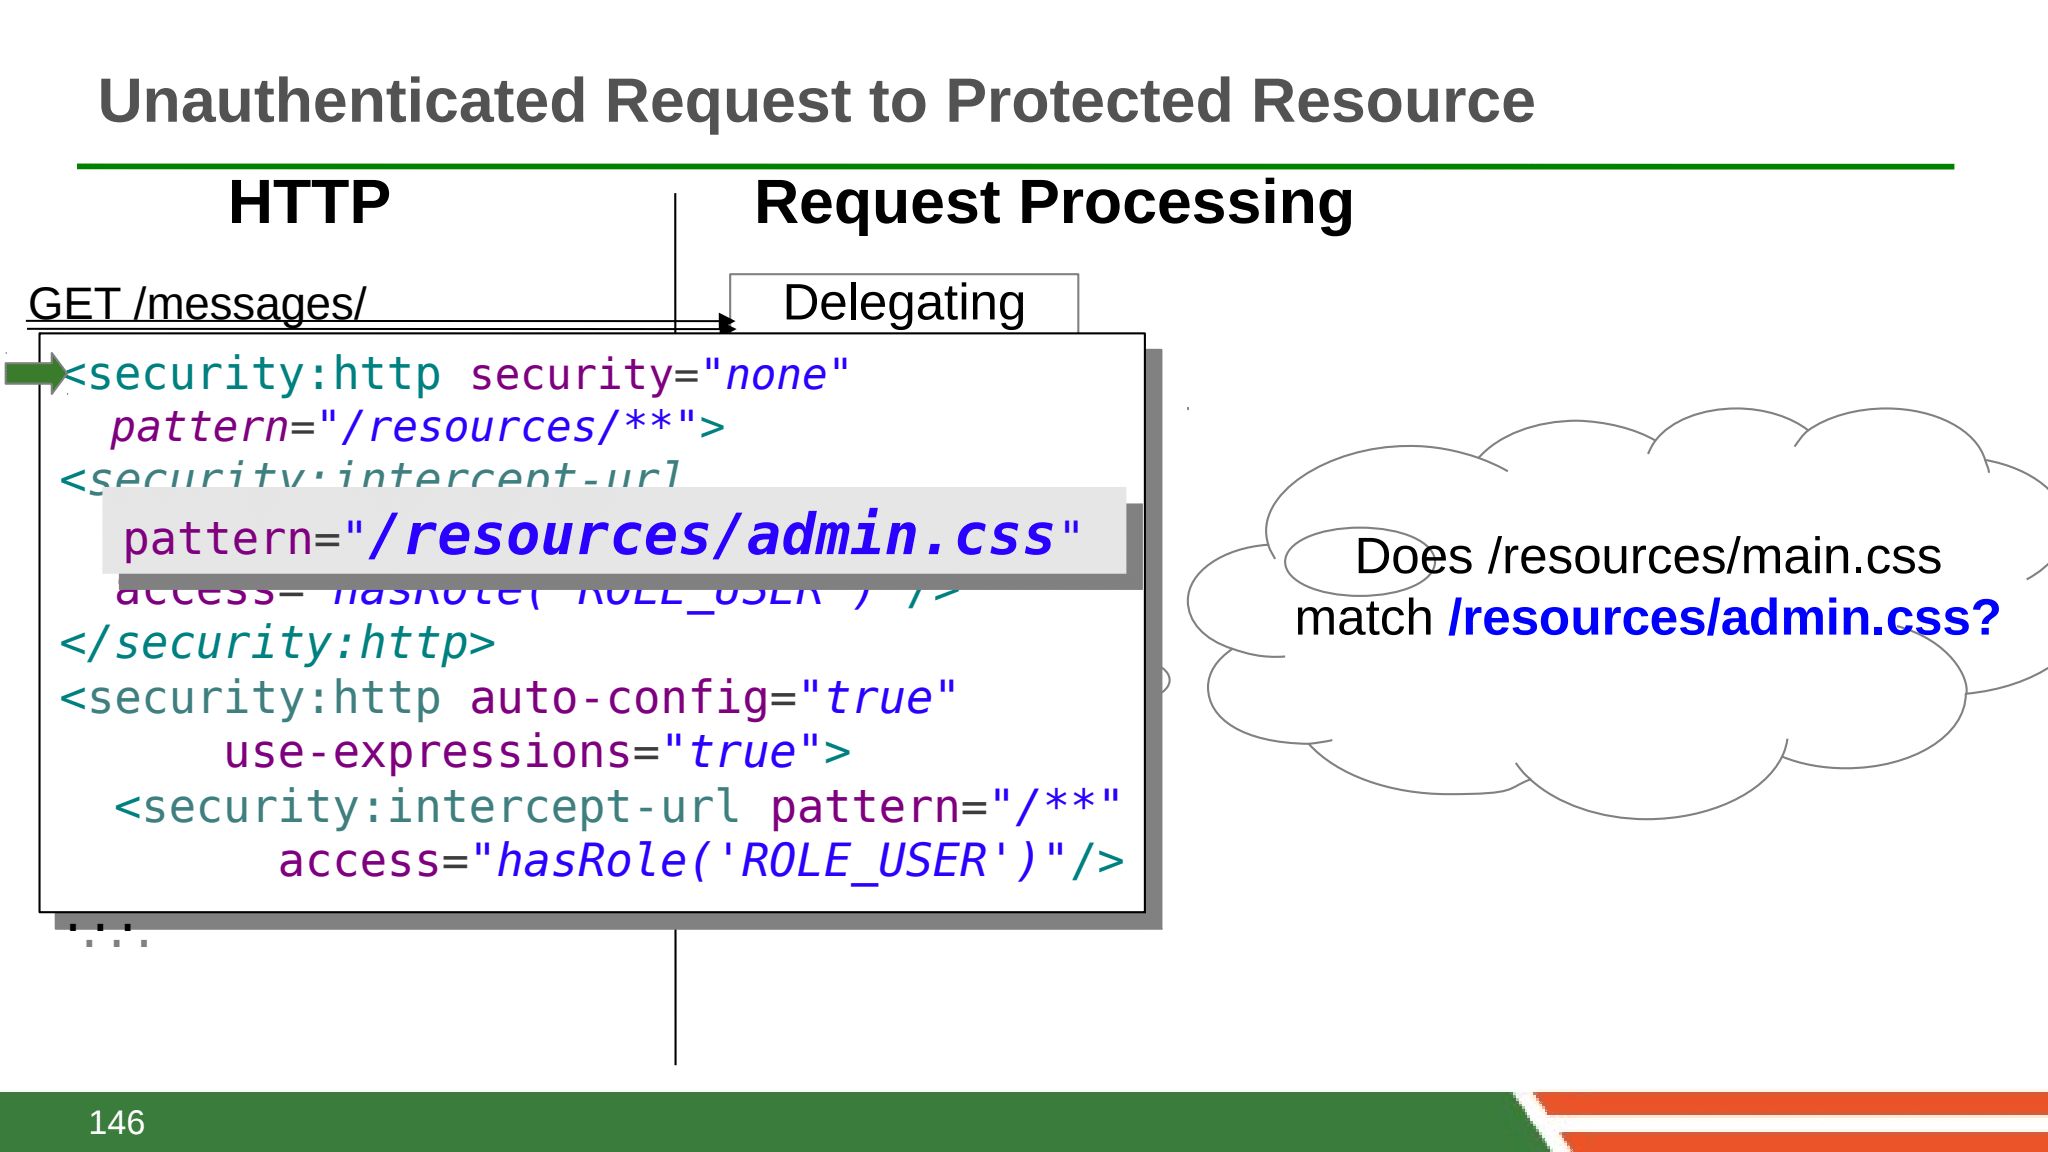 Unauthenticated Request to Protected Resource
HTTP
Request Processing
GET /messages/
Delegating
<security:http security="none"
pattern="/resources/**">
<security:intercept-url
pattern="/resources/admin.css"
access="hasRole('ROLE_USER')"/>
</security:http>
<security:http auto-config="true"
use-expressions="true">
<security:intercept-url pattern="/**"
access="hasRole('ROLE_USER')"/>
...
Does /resources/main.css
match /resources/admin.css?
146